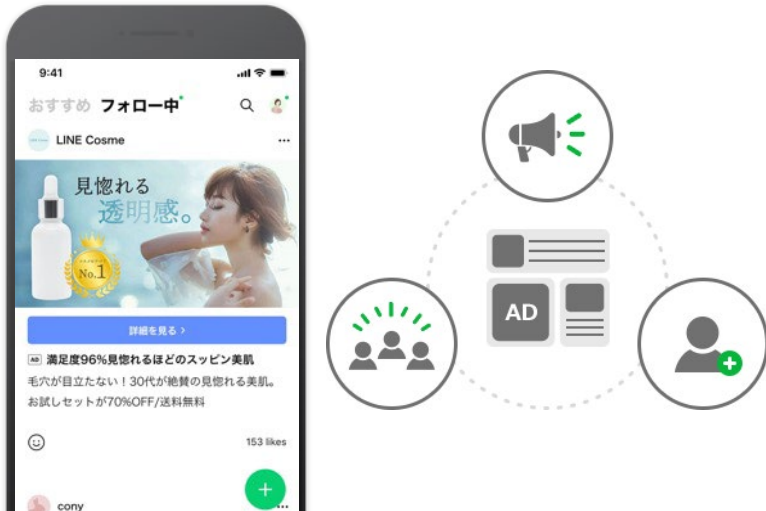 9:41
おすすめ フォロー中
LINE Cosme
見惚れる
透明感。
No.1
詳細を見る
AD 満足度96%見惚れるほどのスッピン美肌
毛穴が目立たない！30代が絶賛の見惚れる美肌。
お試しセットが70%OFF/送料無料
153 likes
cony
AD